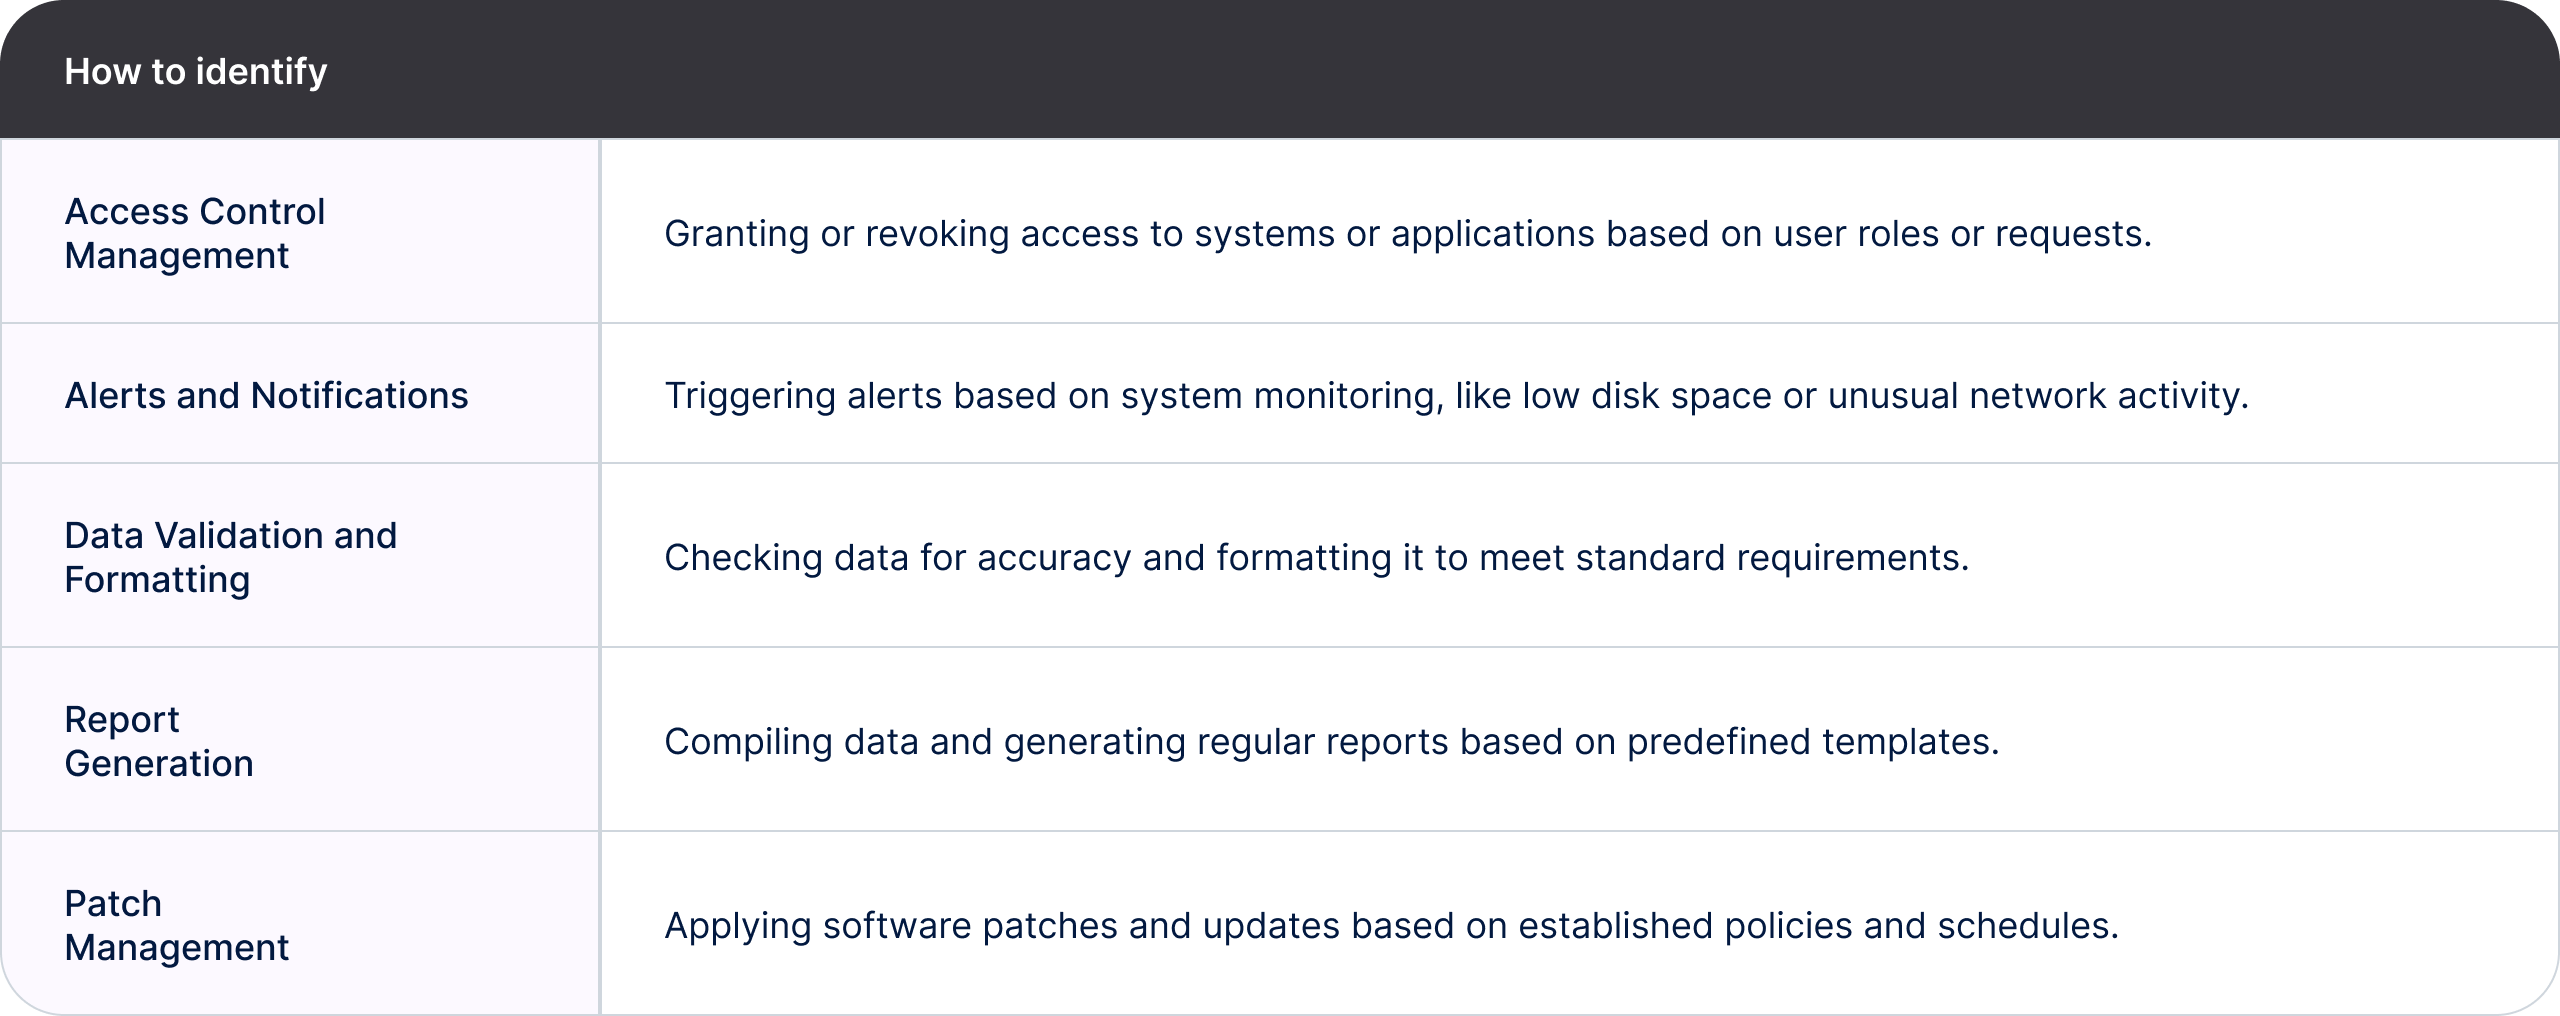 How to identify
Access Control
Management
Granting or revoking access to systems or applications based on user roles or requests.
Alerts and Notifications
Triggering alerts based on system monitoring, like low disk space or unusual network activity.
Data Validation and
Formatting
Checking data for accuracy and formatting it to meet standard requirements.
Report
Generation
Compiling data and generating regular reports based on predefined templates.
Patch
Management
Applying software patches and updates based on established policies and schedules.